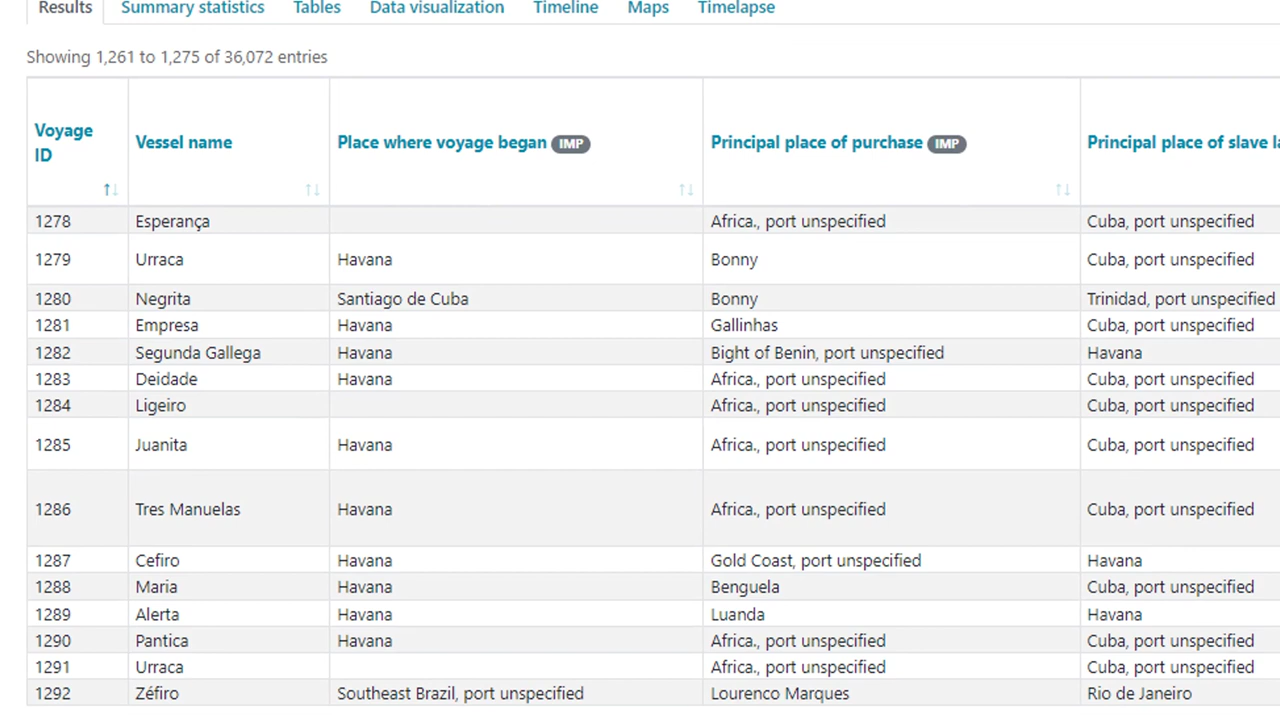 Results Summary statistics Tables Data visualization Timeline Maps Timelapse
Showing 1,261 to 1,275 of 36,072 entries
Voyage ID Vessel name Place where voyage began IMP Principal place of purchase IMP Principal place of slave
1278 Esperança Africa., port unspecified Cuba, port unspecified
1279 Urraca Havana Bonny Cuba, port unspecified
1280 Negrita Santiago de Cuba Bonny Trinidad, port unspecified
1281 Empresa Havana Gallinhas Cuba, port unspecified
1282 Segunda Gallega Havana Bight of Benin, port unspecified Havana
1283 Deidade Havana Africa., port unspecified Cuba, port unspecified
1284 Ligeiro Africa., port unspecified Cuba, port unspecified
1285 Juanita Havana Africa., port unspecified Cuba, port unspecified
1286 Tres Manuelas Havana Africa., port unspecified Cuba, port unspecified
1287 Cefiro Havana Gold Coast, port unspecified Havana
1288 Maria Havana Benguela Cuba, port unspecified
1289 Alerta Havana Luanda Havana
1290 Pantica Havana Africa., port unspecified Cuba, port unspecified
1291 Urraca Africa., port unspecified Cuba, port unspecified
1292 Zéfiro Southeast Brazil, port unspecified Lourenco Marques Rio de Janeiro